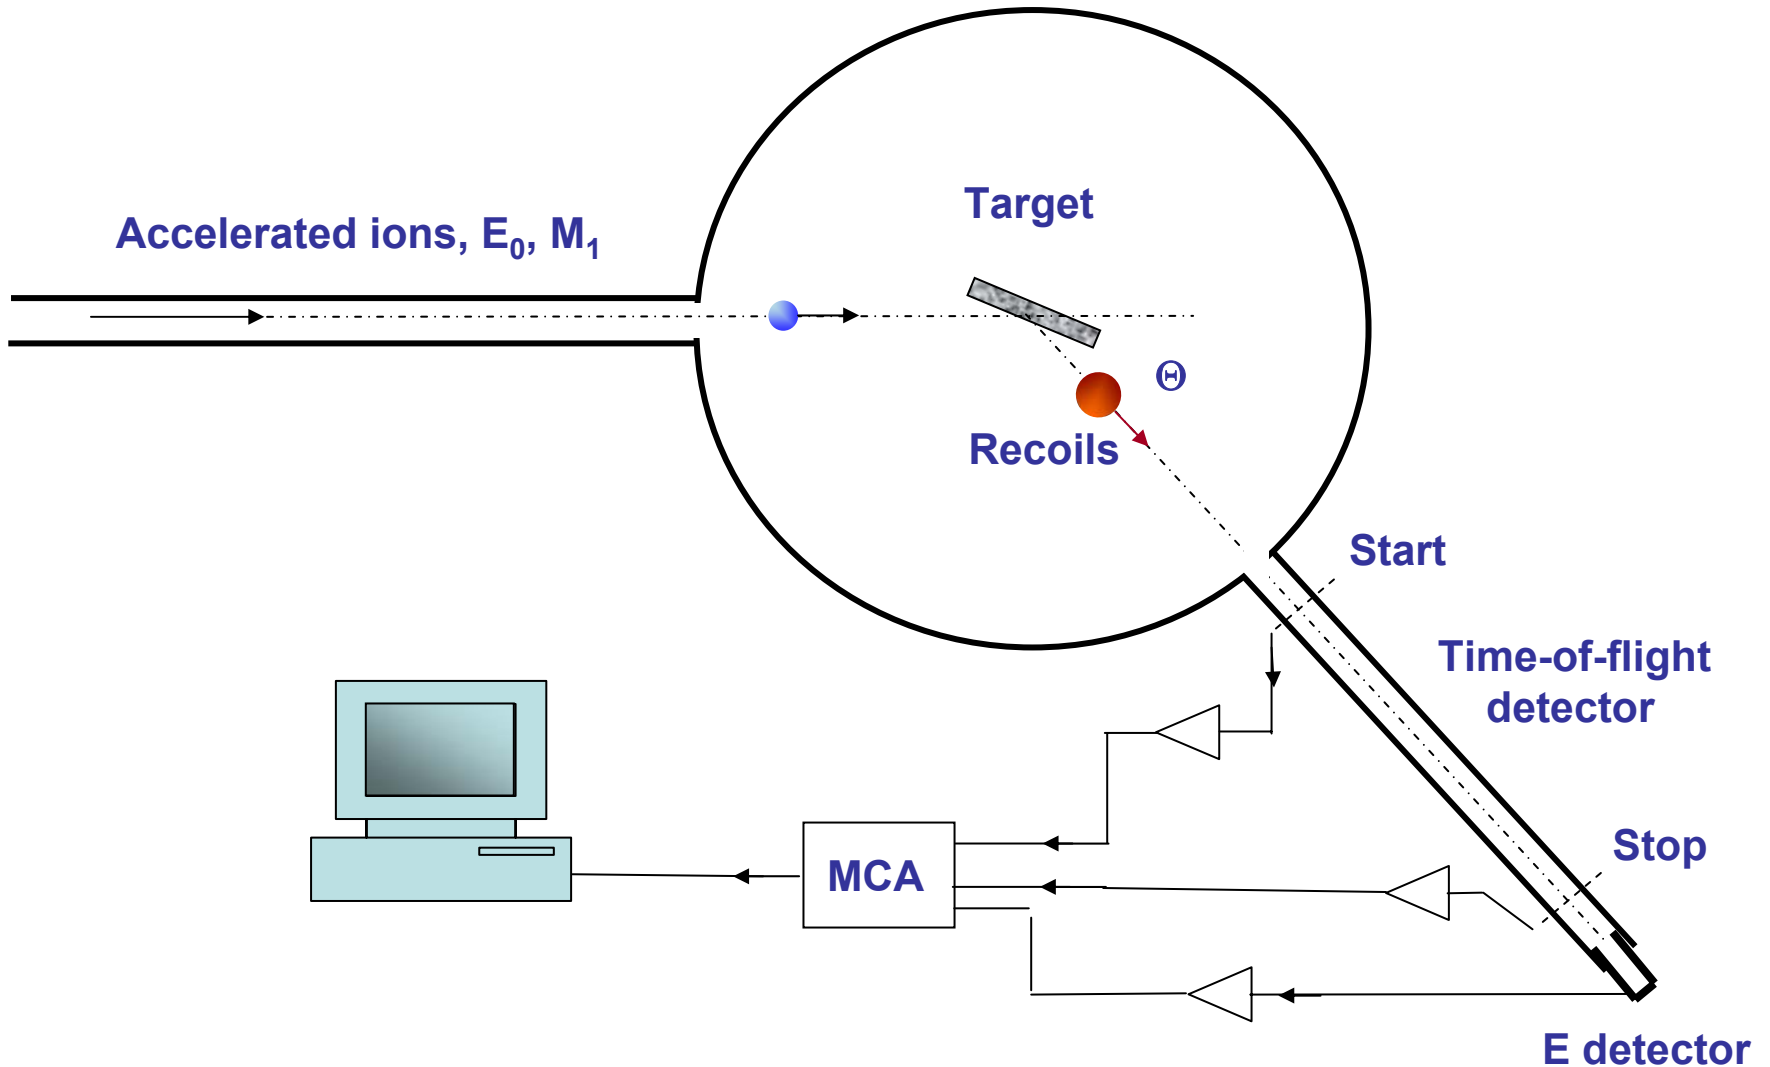 Target
Accelerated ions, E₀, M₁
Θ
Recoils
Start
Time-of-flight
detector
Stop
MCA
E detector